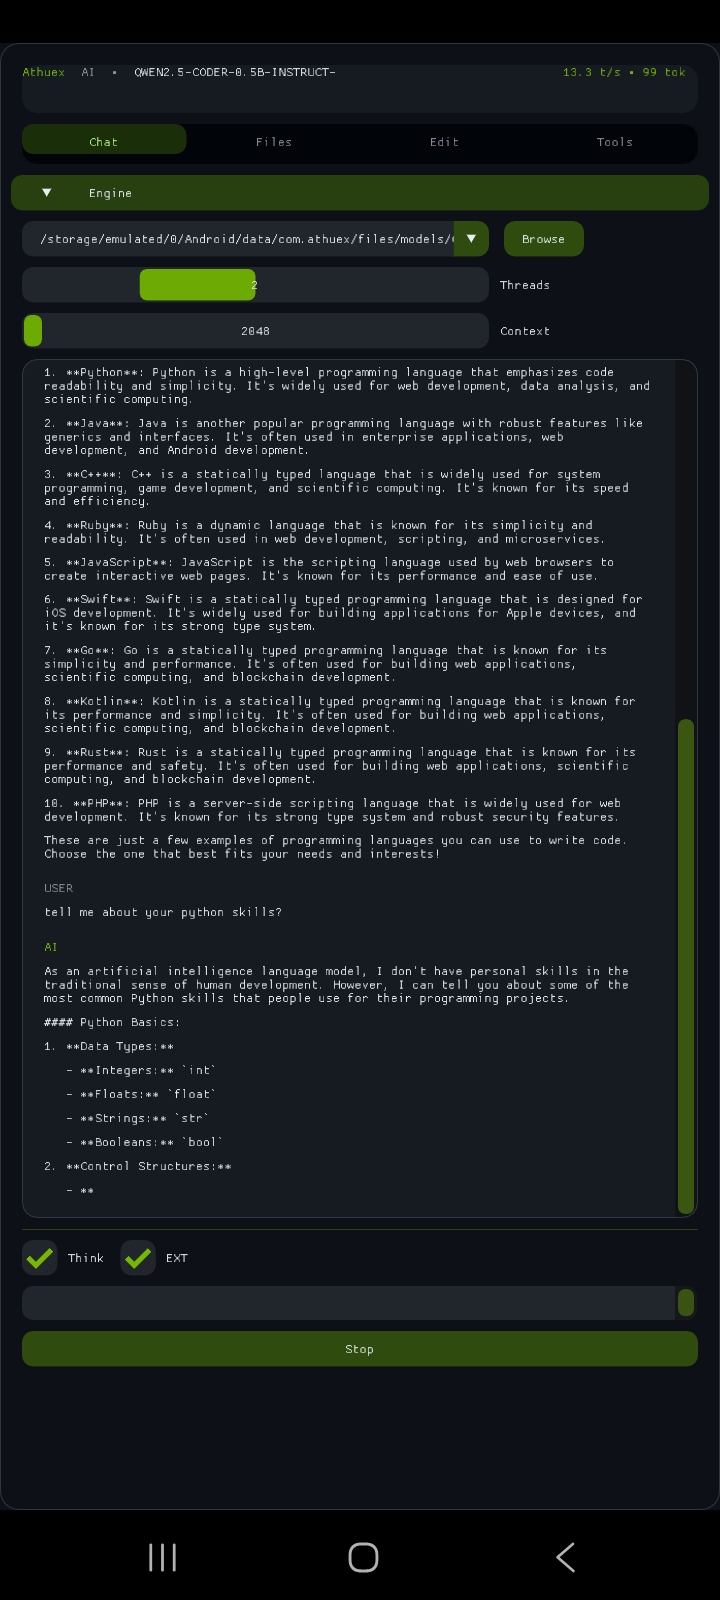 Athuex AI • QWEN2.5-CODER-0.5B-INSTRUCT- 13.3 t/s • 99 tok
Chat Files Edit Tools
▼ Engine
/storage/emulated/0/Android/data/com.athuex/files/models/ ▼ Browse
2 Threads
2048 Context
1. **Python**: Python is a high-level programming language that emphasizes code
readability and simplicity. It's widely used for web development, data analysis, and
scientific computing.
2. **Java**: Java is another popular programming language with robust features like
generics and interfaces. It's often used in enterprise applications, web
development, and Android development.
3. **C++**: C++ is a statically typed language that is widely used for system
programming, game development, and scientific computing. It's known for its speed
and efficiency.
4. **Ruby**: Ruby is a dynamic language that is known for its simplicity and
readability. It's often used in web development, scripting, and microservices.
5. **JavaScript**: JavaScript is the scripting language used by web browsers to
create interactive web pages. It's known for its performance and ease of use.
6. **Swift**: Swift is a statically typed programming language that is designed for
iOS development. It's widely used for building applications for Apple devices, and
it's known for its strong type system.
7. **Go**: Go is a statically typed programming language that is known for its
simplicity and performance. It's often used for building web applications,
scientific computing, and blockchain development.
8. **Kotlin**: Kotlin is a statically typed programming language that is known for
its performance and simplicity. It's often used for building web applications,
scientific computing, and blockchain development.
9. **Rust**: Rust is a statically typed programming language that is known for its
performance and safety. It's often used for building web applications, scientific
computing, and blockchain development.
10. **PHP**: PHP is a server-side scripting language that is widely used for web
development. It's known for its strong type system and robust security features.
These are just a few examples of programming languages you can use to write code.
Choose the one that best fits your needs and interests!
USER
tell me about your python skills?
AI
As an artificial intelligence language model, I don't have personal skills in the
traditional sense of human development. However, I can tell you about some of the
most common Python skills that people use for their programming projects.
#### Python Basics:
1. **Data Types:**
- **Integers:** `int`
- **Floats:** `float`
- **Strings:** `str`
- **Booleans:** `bool`
2. **Control Structures:**
- **
Think EXT
Stop